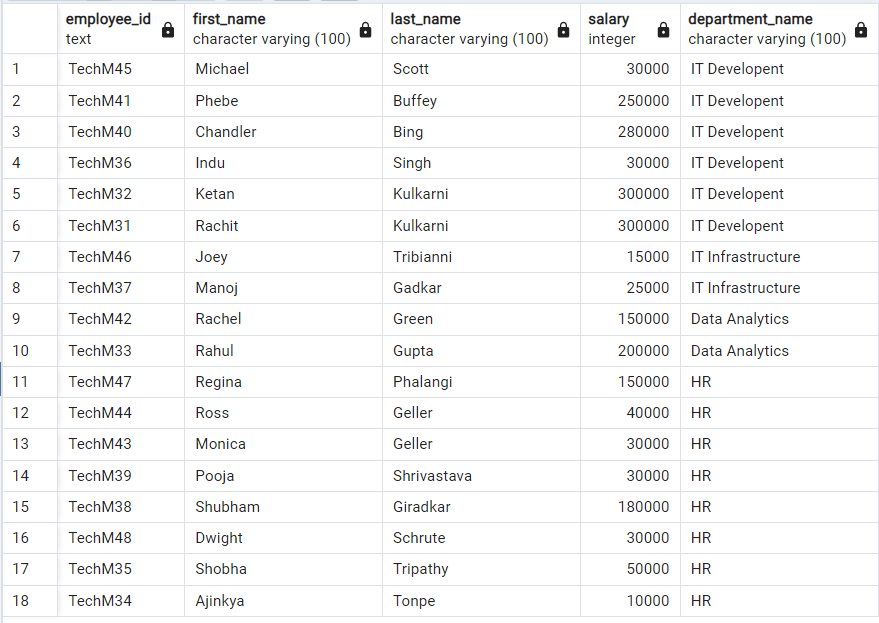 employee_id first_name last_name salary department_name
text character varying (100) character varying (100) integer character varying (100)
1 TechM45 Michael Scott 30000 IT Developent
2 TechM41 Phebe Buffey 250000 IT Developent
3 TechM40 Chandler Bing 280000 IT Developent
4 TechM36 Indu Singh 30000 IT Developent
5 TechM32 Ketan Kulkarni 300000 IT Developent
6 TechM31 Rachit Kulkarni 300000 IT Developent
7 TechM46 Joey Tribianni 15000 IT Infrastructure
8 TechM37 Manoj Gadkar 25000 IT Infrastructure
9 TechM42 Rachel Green 150000 Data Analytics
10 TechM33 Rahul Gupta 200000 Data Analytics
11 TechM47 Regina Phalangi 150000 HR
12 TechM44 Ross Geller 40000 HR
13 TechM43 Monica Geller 30000 HR
14 TechM39 Pooja Shrivastava 30000 HR
15 TechM38 Shubham Giradkar 180000 HR
16 TechM48 Dwight Schrute 30000 HR
17 TechM35 Shobha Tripathy 50000 HR
18 TechM34 Ajinkya Tonpe 10000 HR